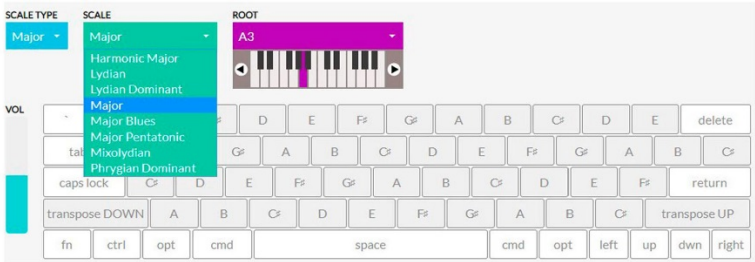 SCALE TYPE SCALE ROOT
Major Major A3
Harmonic Major
Lydian
Lydian Dominant
Major
Major Blues
Major Pentatonic
Mixolydian
Phrygian Dominant
VOL
` D E F♯ G♯ A B C♯ D E delete
G♯ A B C♯ D E F♯ G♯ A B C♯
caps lock C♯ D E F♯ G♯ A B C♯ D E F♯ return
transpose DOWN A B C♯ D E F♯ G♯ A B C♯ transpose UP
fn ctrl opt cmd space cmd opt left up dwn right